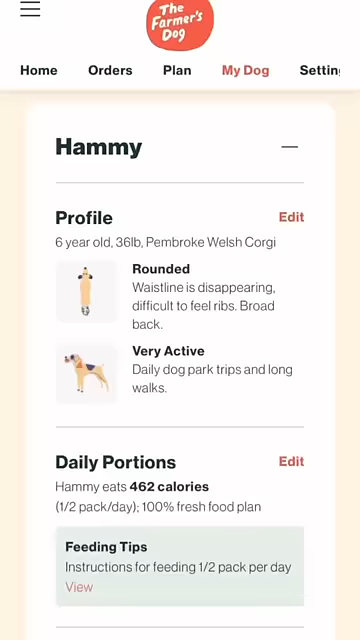 The
Farmer's
Dog
Home Orders Plan My Dog Settin
Hammy
Profile Edit
6 year old, 36lb, Pembroke Welsh Corgi
Rounded
Waistline is disappearing,
difficult to feel ribs. Broad
back.
Very Active
Daily dog park trips and long
walks.
Daily Portions Edit
Hammy eats 462 calories
(1/2 pack/day); 100% fresh food plan
Feeding Tips
Instructions for feeding 1/2 pack per day
View